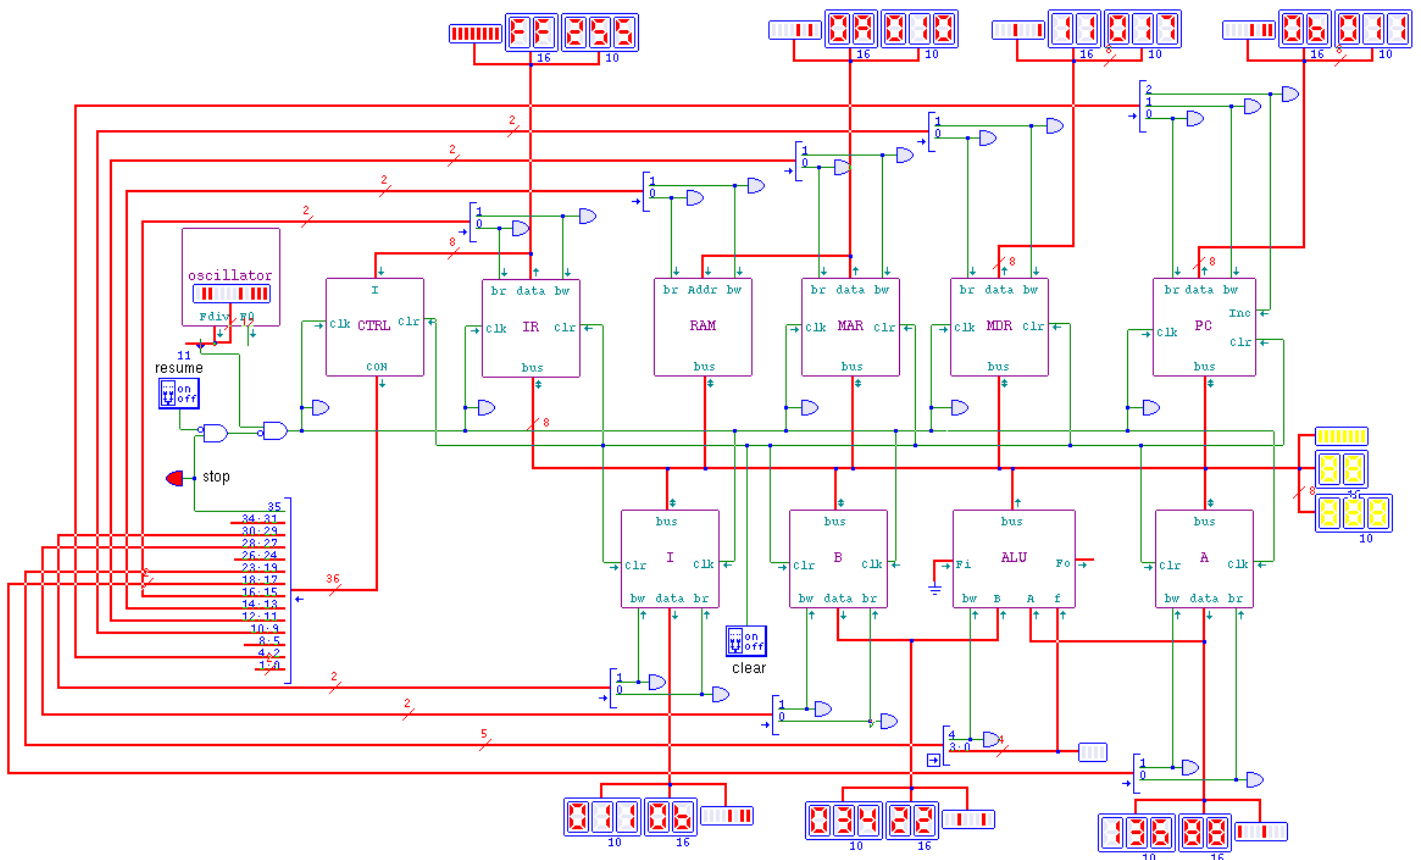 FF 255
0A 010
11 017
0b 011
16 10
16 10
16 8 10
16 8 10
2
1
0
2
1
0
2
1
0
2
1
0
2
1
0
8
8
8
oscillator
Fdiv F0
11
resume
on
off
I
CTRL
Clk
Clr
CON
br data bw
IR
Clk
Clr
bus
br Addr bw
RAM
bus
br data bw
MAR
Clk
Clr
bus
br data bw
MDR
Clk
Clr
bus
br data bw
PC
Inc
Clk
Clr
bus
8
stop
8
16
10
35
34:31
30:29
28:27
26:24
23:19
18:17
16:15
14:13
12:11
10:9
8:5
4:2
1:0
36
bus
I
Clr
Clk
bw data br
bus
B
Clr
Clk
bw data br
bus
ALU
Fi
Fo
bw B A f
bus
A
Clr
Clk
bw data br
on
off
clear
2
1
0
2
1
0
5
4
3:0
4
1
0
011 0b
10 16
034 22
10 16
136 88
10 16